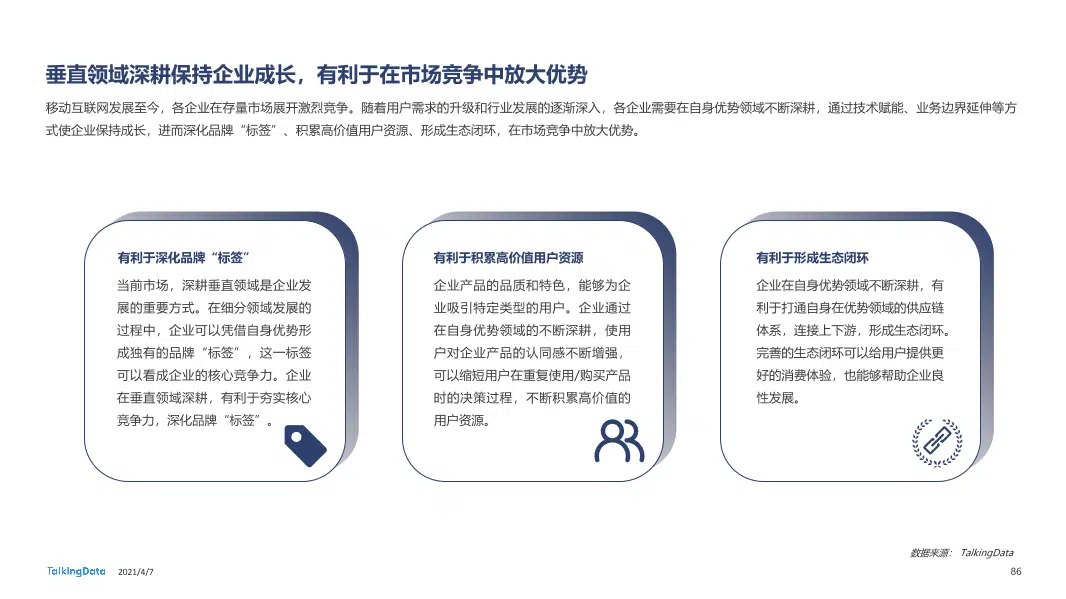 垂直领域深耕保持企业成长，有利于在市场竞争中放大优势
移动互联网发展至今，各企业在存量市场展开激烈竞争。随着用户需求的升级和行业发展的逐渐深入，各企业需要在自身优势领域不断深耕，通过技术赋能、业务边界延伸等方
式使企业保持成长，进而深化品牌“标签”、积累高价值用户资源、形成生态闭环，在市场竞争中放大优势。
有利于深化品牌“标签”
当前市场，深耕垂直领域是企业发
展的重要方式。在细分领域发展的
过程中，企业可以凭借自身优势形
成独有的品牌“标签”，这一标签
可以看成企业的核心竞争力。企业
在垂直领域深耕，有利于夯实核心
竞争力，深化品牌“标签”。
有利于积累高价值用户资源
企业产品的品质和特色，能够为企
业吸引特定类型的用户。企业通过
在自身优势领域的不断深耕，使用
户对企业产品的认同感不断增强，
可以缩短用户在重复使用/购买产品
时的决策过程，不断积累高价值的
用户资源。
有利于形成生态闭环
企业在自身优势领域不断深耕，有
利于打通自身在优势领域的供应链
体系，连接上下游，形成生态闭环。
完善的生态闭环可以给用户提供更
好的消费体验，也能够帮助企业良
性发展。
数据来源： TalkingData
TalkingData 2021/4/7
86